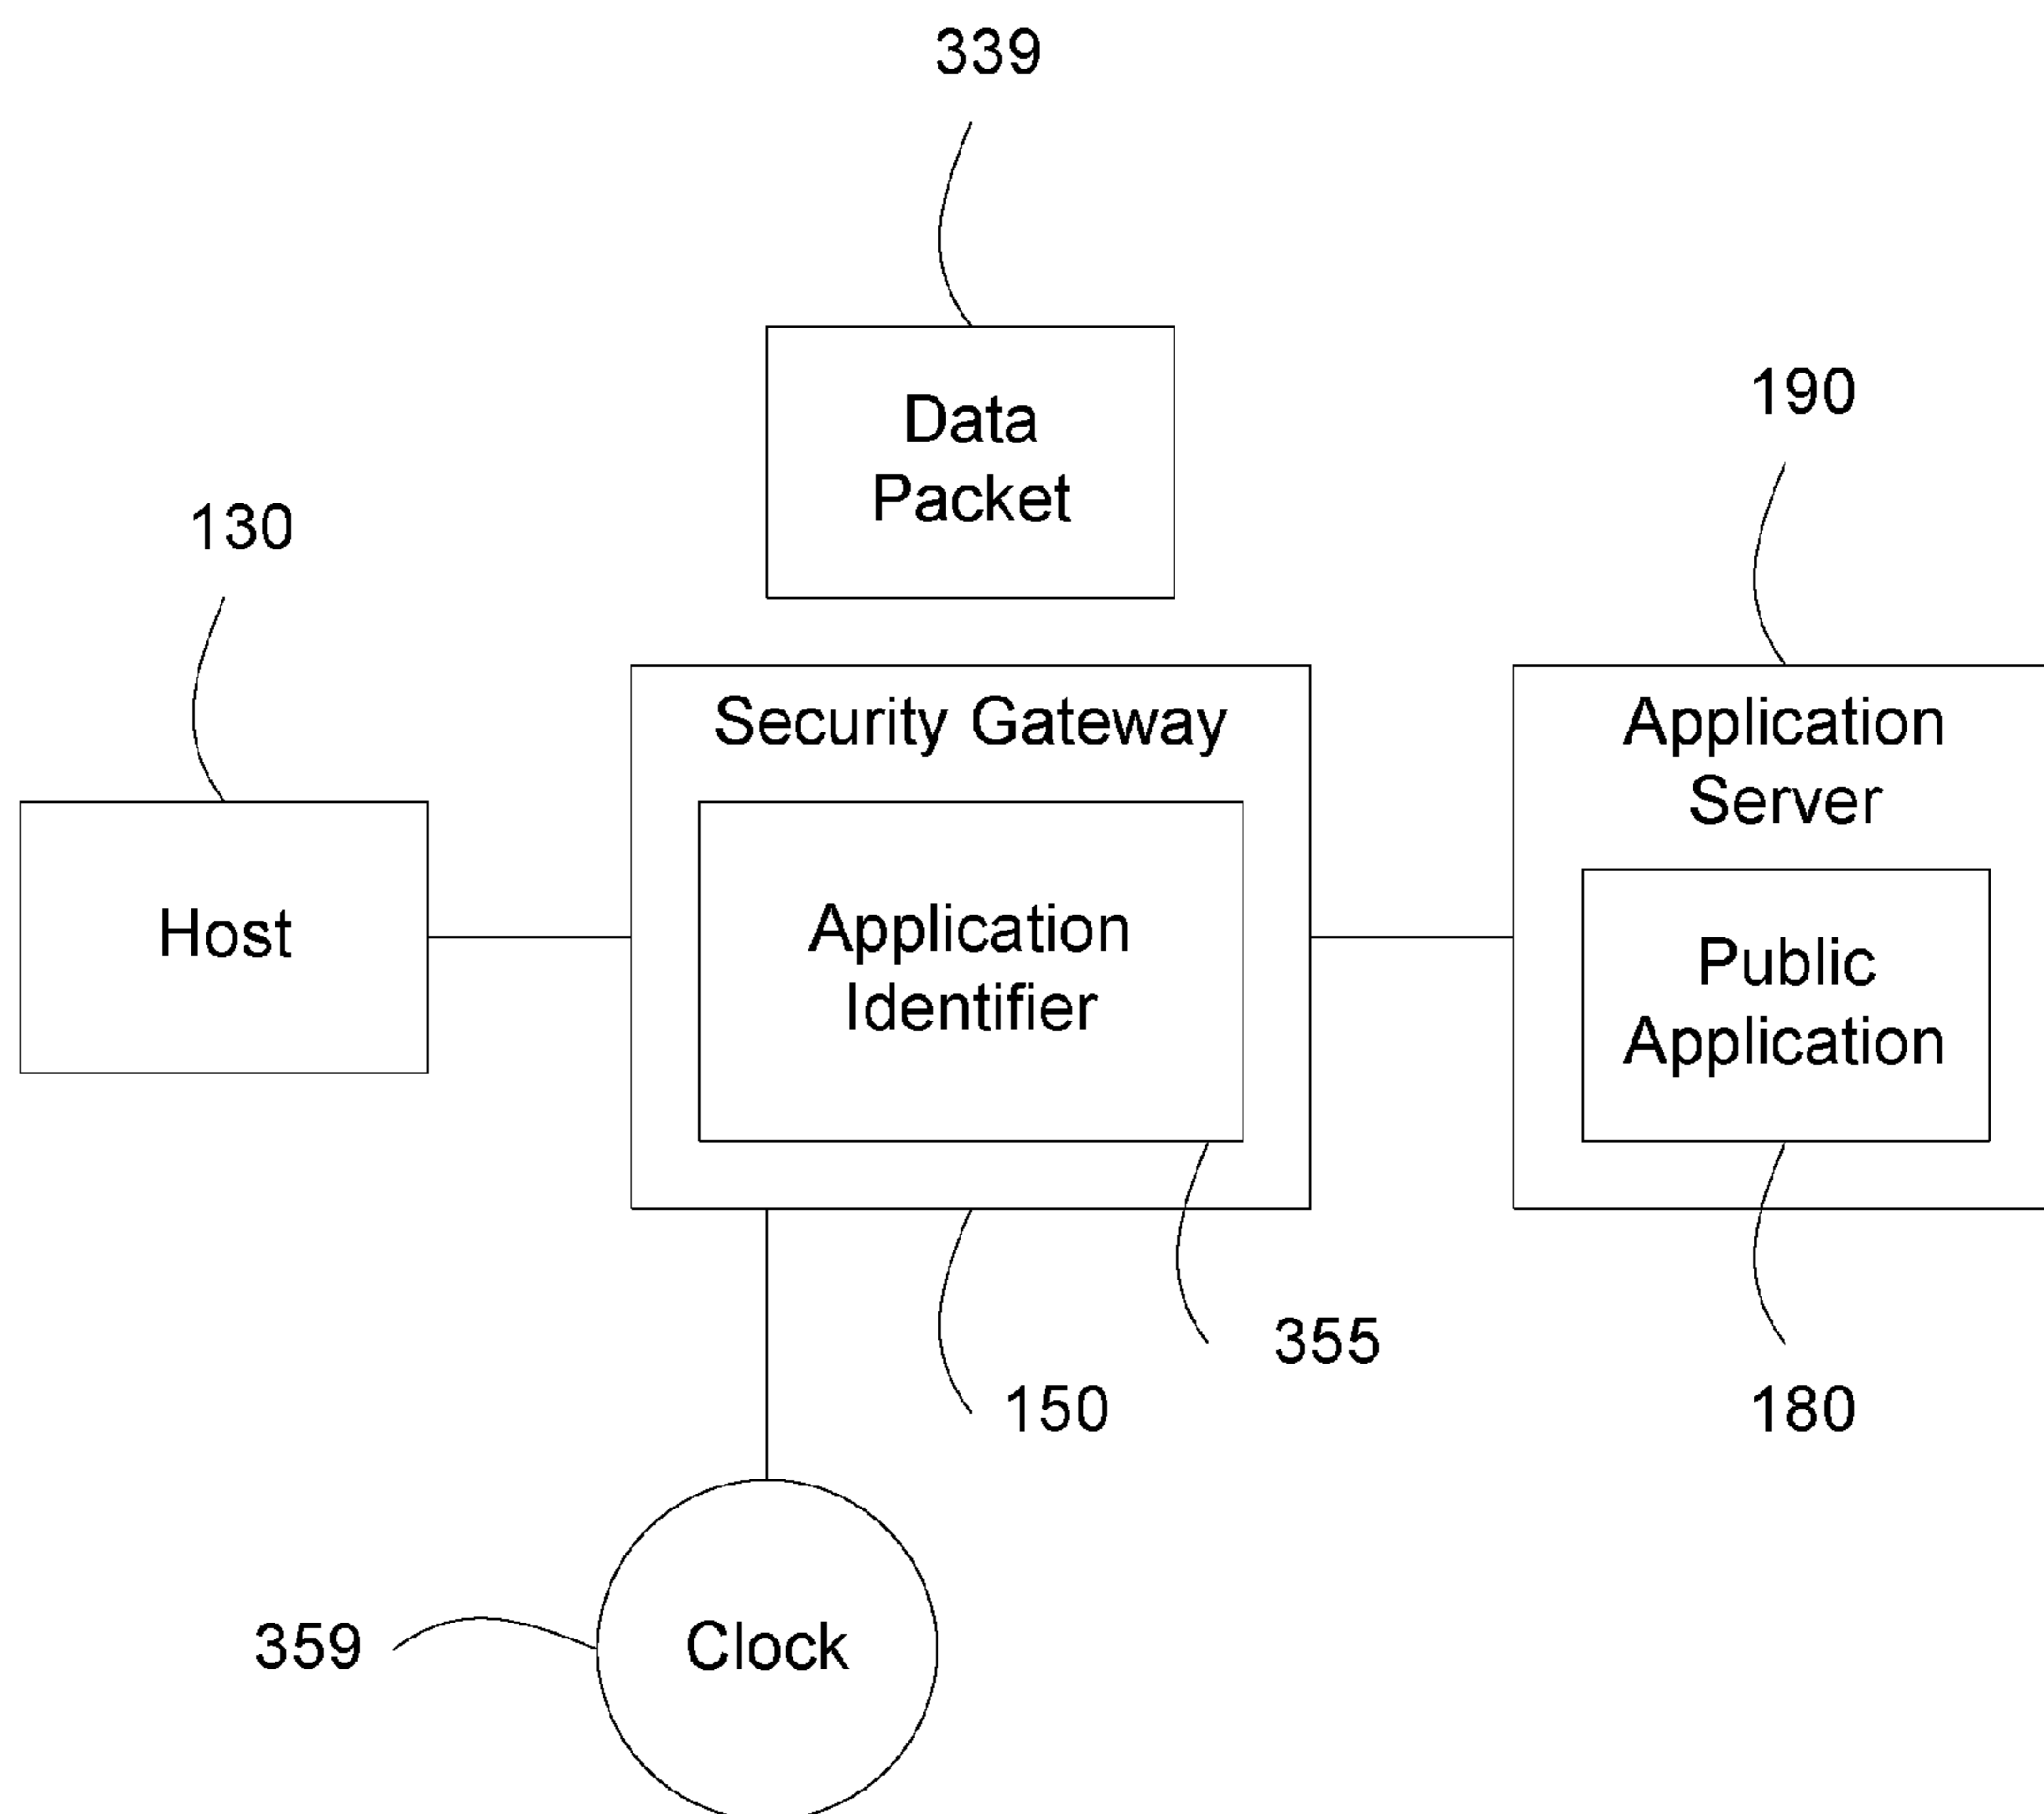 339
Data
Packet
190
130
Security Gateway
Application
Server
Host
Application
Identifier
Public
Application
355
150
180
359
Clock